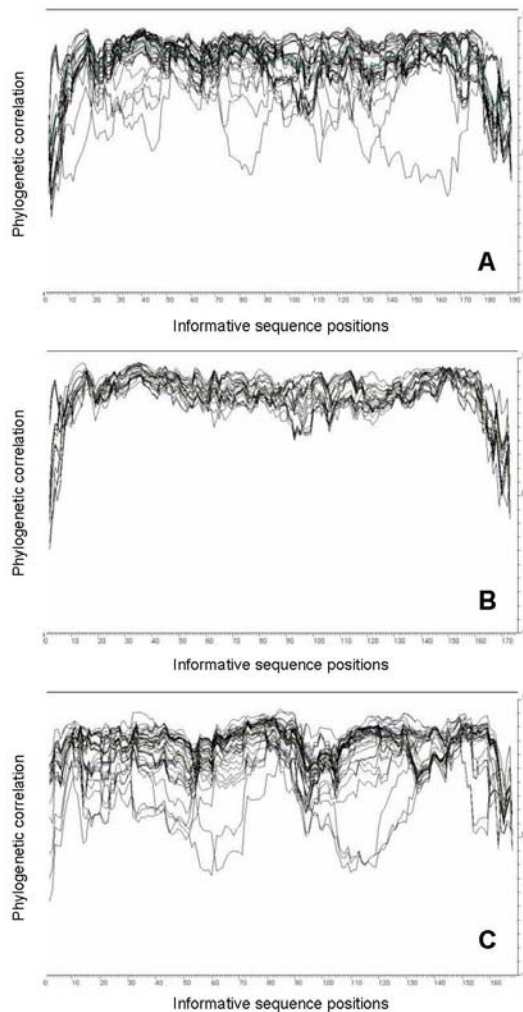 Phylogenetic correlation
A
0 10 20 30 40 50 60 70 80 90 100 110 120 130 140 150 160 170 180 190
Informative sequence positions
Phylogenetic correlation
B
0 10 20 30 40 50 60 70 80 90 100 110 120 130 140 150 160 170
Informative sequence positions
Phylogenetic correlation
C
0 10 20 30 40 50 60 70 80 90 100 110 120 130 140 150 160
Informative sequence positions